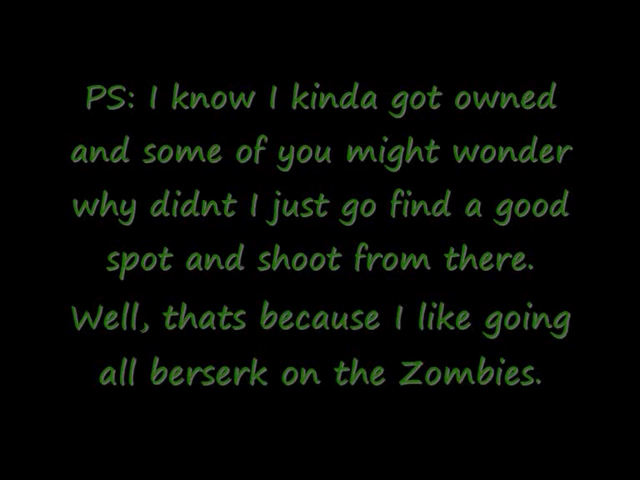 PS: I know I kinda got owned
and some of you might wonder
why didnt I just go find a good
spot and shoot from there.
Well, thats because I like going
all berserk on the Zombies.